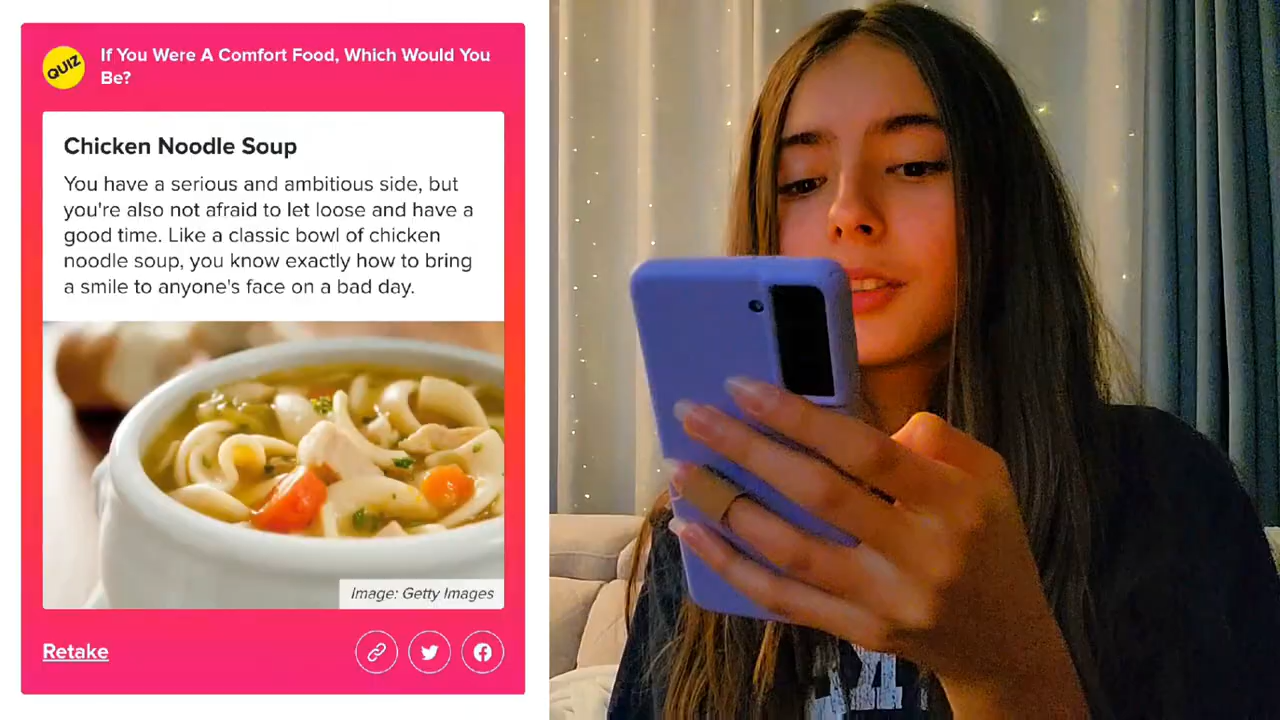 QUIZ
If You Were A Comfort Food, Which Would You
Be?
Chicken Noodle Soup
You have a serious and ambitious side, but
you're also not afraid to let loose and have a
good time. Like a classic bowl of chicken
noodle soup, you know exactly how to bring
a smile to anyone's face on a bad day.
Image: Getty Images
Retake